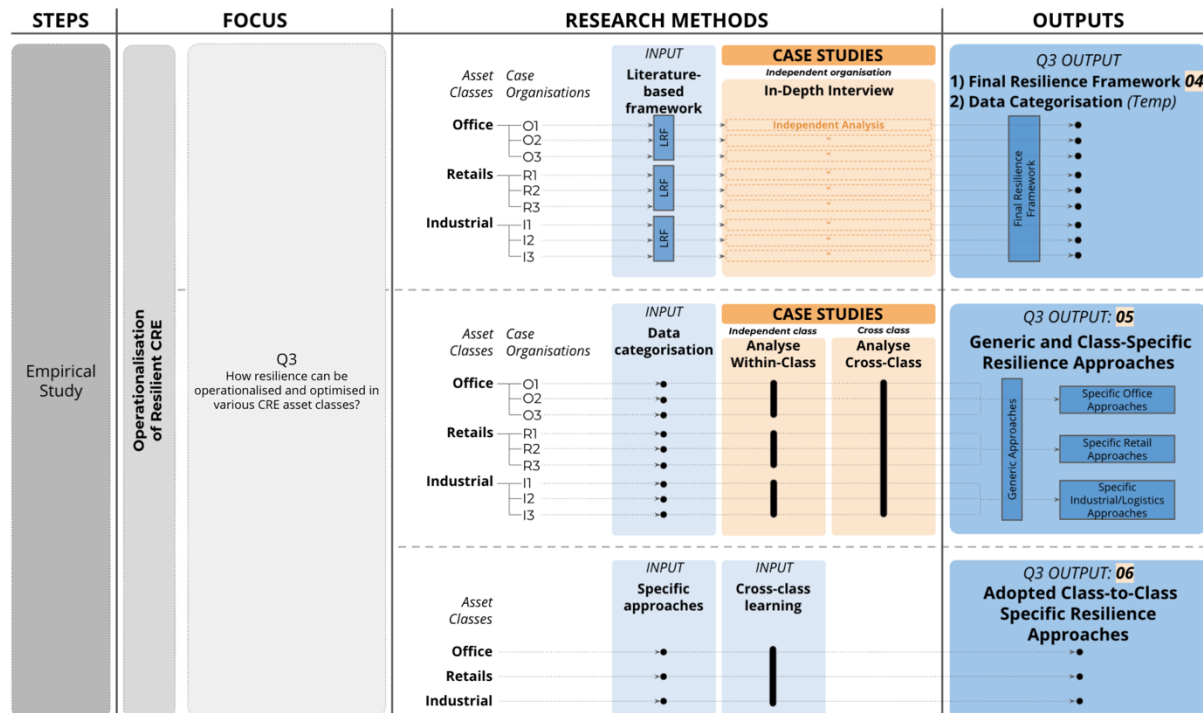 STEPS
FOCUS
RESEARCH METHODS
OUTPUTS
Empirical
Study
Operationalisation
of Resilient CRE
Q3
How resilience can be
operationalised and optimised in
various CRE asset classes?
Asset
Classes
Case
Organisations
INPUT
Literature-
based
framework
CASE STUDIES
Independent organisation
In-Depth Interview
Office
O1
O2
O3
Retails
R1
R2
R3
Industrial
I1
I2
I3
LRF
LRF
LRF
Independent Analysis
"
"
"
"
"
"
"
"
Q3 OUTPUT
1) Final Resilience Framework 04
2) Data Categorisation (Temp)
Final Resilience
Framework
Asset
Classes
Case
Organisations
INPUT
Data
categorisation
CASE STUDIES
Independent class
Analyse
Within-Class
Cross class
Analyse
Cross-Class
Office
O1
O2
O3
Retails
R1
R2
R3
Industrial
I1
I2
I3
Q3 OUTPUT: 05
Generic and Class-Specific
Resilience Approaches
Generic Approaches
Specific Office
Approaches
Specific Retail
Approaches
Specific
Industrial/Logistics
Approaches
Asset
Classes
INPUT
Specific
approaches
INPUT
Cross-class
learning
Office
Retails
Industrial
Q3 OUTPUT: 06
Adopted Class-to-Class
Specific Resilience
Approaches